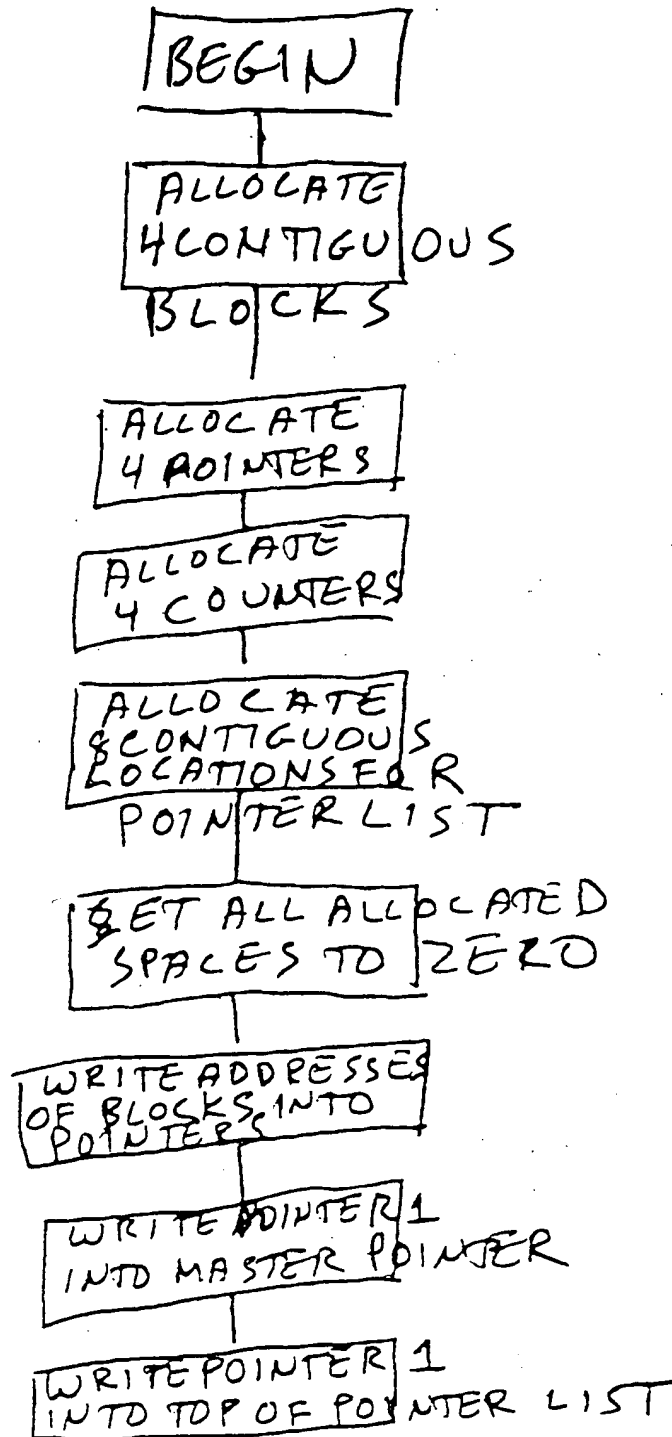 BEGIN
ALLOCATE
4 CONTIGUOUS
BLOCKS
ALLOCATE
4 POINTERS
ALLOCATE
4 COUNTERS
ALLOCATE
8 CONTIGUOUS
LOCATIONS FOR
POINTER LIST
SET ALL ALLOCATED
SPACES TO ZERO
WRITE ADDRESSES
OF BLOCKS INTO
POINTERS
WRITE POINTER 1
INTO MASTER POINTER
WRITE POINTER 1
INTO TOP OF POINTER LIST